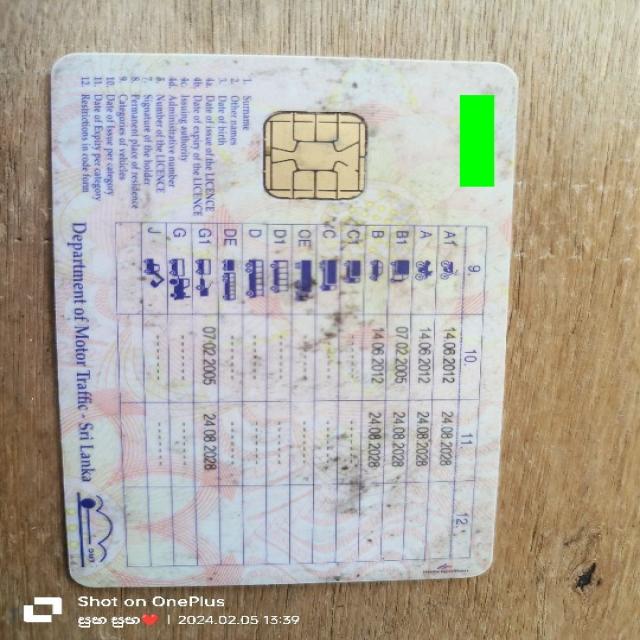 1. Surname
2. Other names
3. Date of birth
4a. Date of issue of the LICENCE
4b. Date of expiry of the LICENCE
4c. Issuing authority
4d. Administrative number
5. Number of the LICENCE
7. Signature of the holder
8. Permanent place of residence
9. Categories of vehicles
10. Date of Issue per category
11. Date of Expiry per category
12. Restrictions in code form
9. 10. 11. 12.
A1 14.06.2012 24.08.2028
A 14.06.2012 24.08.2028
B1 07.02.2005 24.08.2028
B 14.06.2012 24.08.2028
C1
C
CE
D1
D
DE
G1 07.02.2005 24.08.2028
G
J
Department of Motor Traffic - Sri Lanka
DMT
Shot on OnePlus
සුභ සුභ❤️ | 2024.02.05 13:39